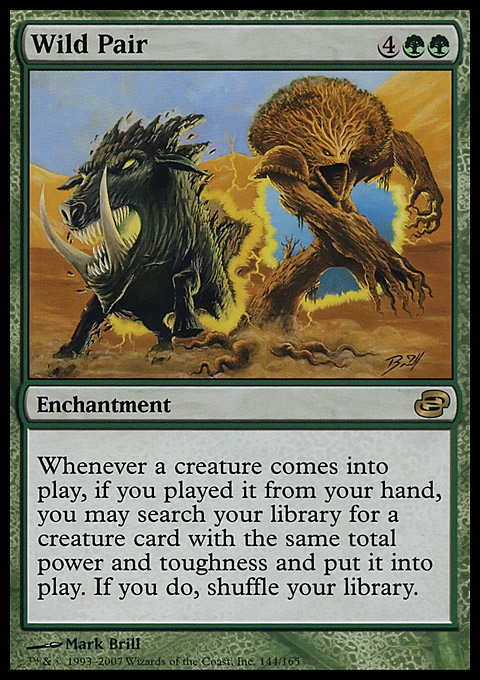 Wild Pair 4
Brill
Enchantment
Whenever a creature comes into
play, if you played it from your hand,
you may search your library for a
creature card with the same total
power and toughness and put it into
play. If you do, shuffle your library.
Mark Brill
™ & © 1993–2007 Wizards of the Coast, Inc. 144/165